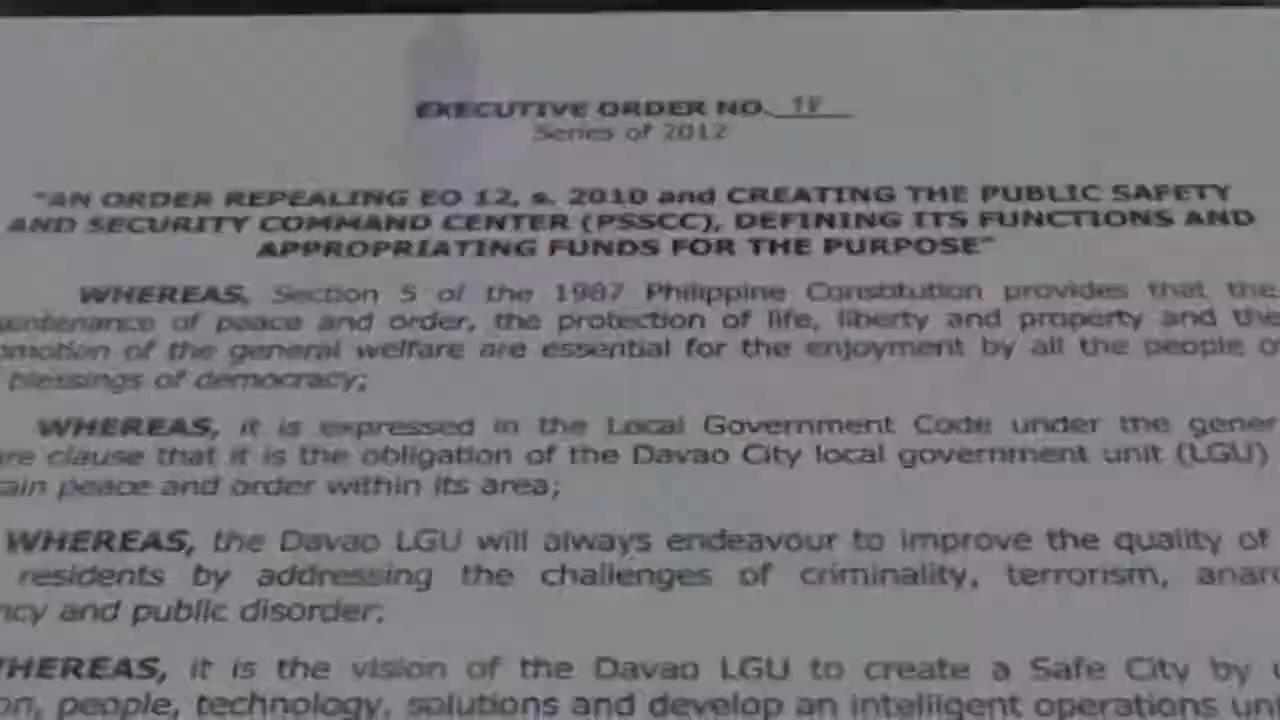 EXECUTIVE ORDER NO.
Series of 2012
"AN ORDER REPEALING EO 12, s. 2010 and CREATING THE PUBLIC SAFETY
AND SECURITY COMMAND CENTER (PSSCC), DEFINING ITS FUNCTIONS AND
APPROPRIATING FUNDS FOR THE PURPOSE"
WHEREAS, Section 5 of the 1987 Philippine Constitution provides that the
of peace and order, the protection of life, liberty and property and the
of the general welfare are essential for the enjoyment by all the people
blessings of democracy;
WHEREAS, it is expressed in the Local Government Code under the
clause that it is the obligation of the Davao City local government unit (LGU)
peace and order within its area;
WHEREAS, the Davao LGU will always endeavour to improve the quality of
residents by addressing the challenges of criminality, terrorism,
and public disorder;
WHEREAS, it is the vision of the Davao LGU to create a Safe City by
people, technology, solutions and develop an intelligent operations